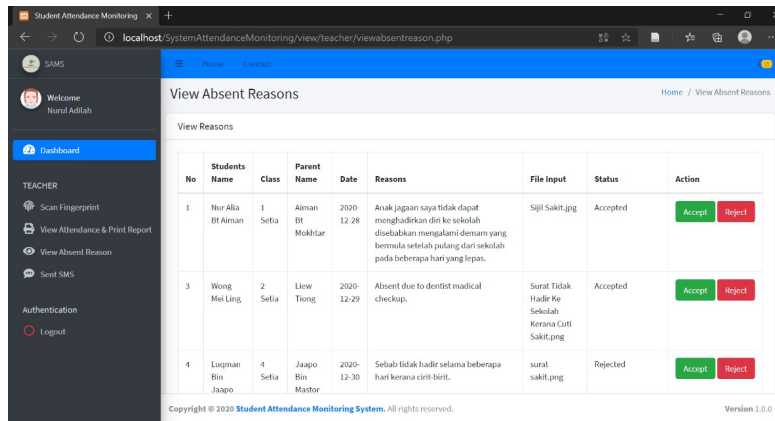 Student Attendance Monitoring
localhost/SystemAttendanceMonitoring/view/teacher/viewabsentreason.php
SAMS
Home Contact
Welcome
Nurul Adilah
View Absent Reasons
Home / View Absent Reasons
Dashboard
View Reasons
TEACHER
Scan Fingerprint
View Attendance & Print Report
View Absent Reason
Sent SMS
Authentication
Logout
No Students Name Class Parent Name Date Reasons File Input Status Action
1 Nur Alia 1 Aiman 2020- Anak jagaan saya tidak dapat Sijil Sakit.jpg Accepted Accept Reject
Bt Aiman Setia Bt 12-28 menghadirkan diri ke sekolah
Mokhtar disebabkan mengalami demam yang
bermula setelah pulang dari sekolah
pada beberapa hari yang lepas.
3 Wong 2 Liew 2020- Absent due to dentist madical Surat Tidak Accepted Accept Reject
Mei Ling Setia Tiong 12-29 checkup. Hadir Ke
Sekolah
Kerana Cuti
Sakit.png
4 Luqman 4 Jaapo 2020- Sebab tidak hadir selama beberapa surat Rejected Accept Reject
Bin Setia Bin 12-30 hari kerana cirit-birit. sakit.png
Jaapo Mastor
Copyright © 2020 Student Attendance Monitoring System. All rights reserved.
Version 1.0.0